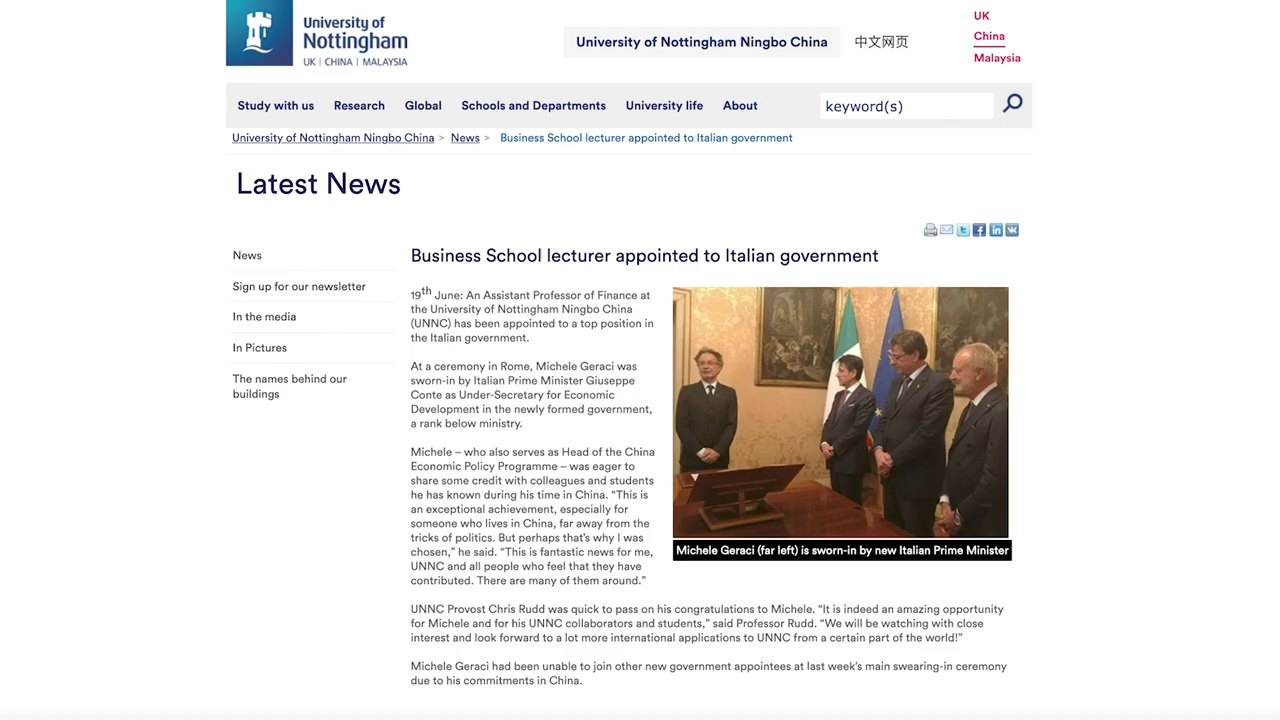 University of
Nottingham
UK | CHINA | MALAYSIA
University of Nottingham Ningbo China
中文网页
UK
China
Malaysia
Study with us
Research
Global
Schools and Departments
University life
About
keyword(s)
University of Nottingham Ningbo China > News > Business School lecturer appointed to Italian government
Latest News
News
Sign up for our newsletter
In the media
In Pictures
The names behind our
buildings
Business School lecturer appointed to Italian government
19th June: An Assistant Professor of Finance at
the University of Nottingham Ningbo China
(UNNC) has been appointed to a top position in
the Italian government.
At a ceremony in Rome, Michele Geraci was
sworn-in by Italian Prime Minister Giuseppe
Conte as Under-Secretary for Economic
Development in the newly formed government,
a rank below ministry.
Michele – who also serves as Head of the China
Economic Policy Programme – was eager to
share some credit with colleagues and students
he has known during his time in China. “This is
an exceptional achievement, especially for
someone who lives in China, far away from the
tricks of politics. But perhaps that’s why I was
chosen,” he said. “This is fantastic news for me,
UNNC and all people who feel that they have
contributed. There are many of them around.”
Michele Geraci (far left) is sworn-in by new Italian Prime Minister
UNNC Provost Chris Rudd was quick to pass on his congratulations to Michele. “It is indeed an amazing opportunity
for Michele and for his UNNC collaborators and students,” said Professor Rudd. “We will be watching with close
interest and look forward to a lot more international applications to UNNC from a certain part of the world!”
Michele Geraci had been unable to join other new government appointees at last week’s main swearing-in ceremony
due to his commitments in China.